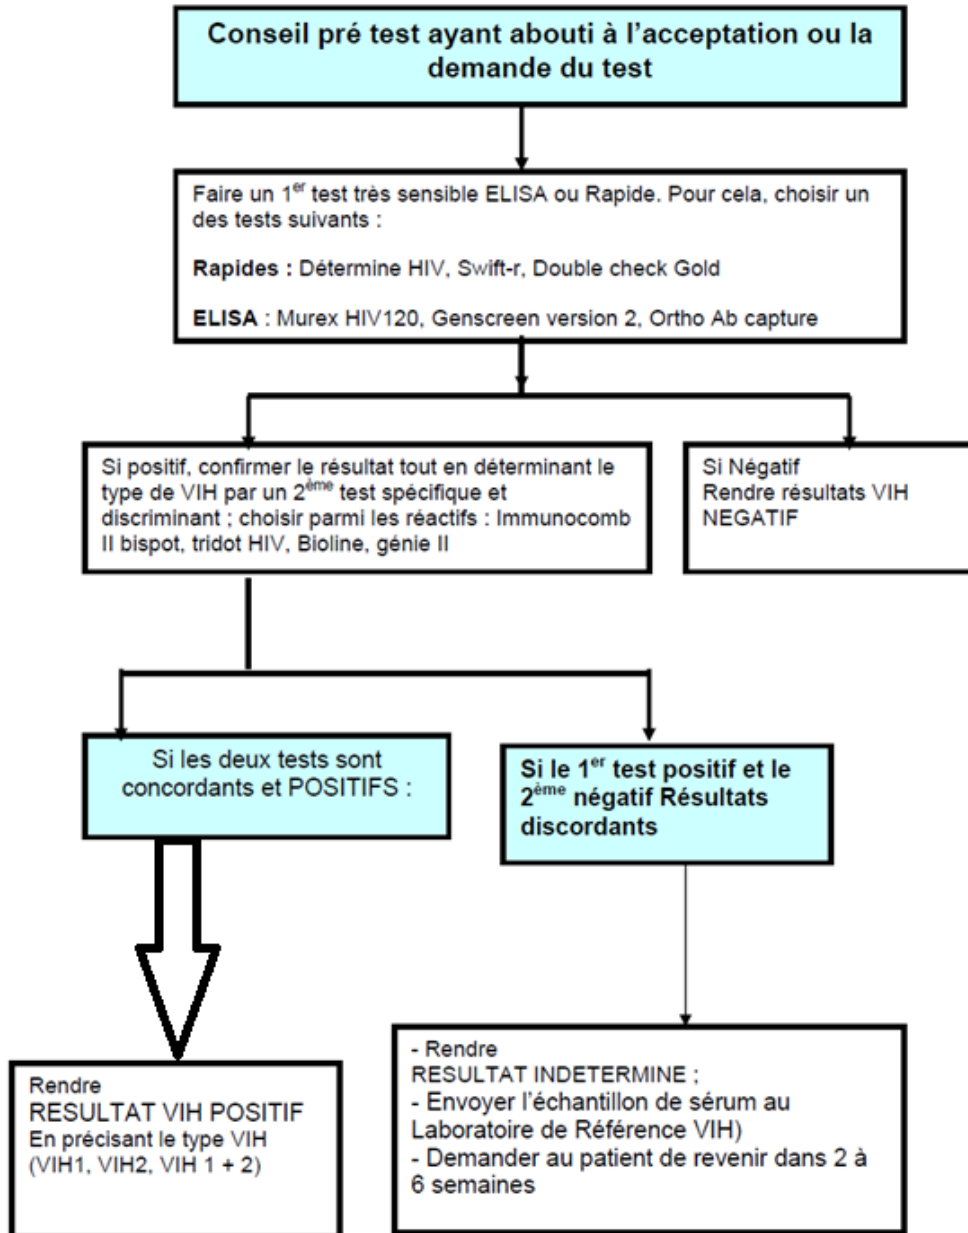 Conseil pré test ayant abouti à l’acceptation ou la
demande du test
Faire un 1er test très sensible ELISA ou Rapide. Pour cela, choisir un
des tests suivants :
Rapides : Détermine HIV, Swift-r, Double check Gold
ELISA : Murex HIV120, Genscreen version 2, Ortho Ab capture
Si positif, confirmer le résultat tout en déterminant le
type de VIH par un 2ème test spécifique et
discriminant ; choisir parmi les réactifs : Immunocomb
II bispot, tridot HIV, Bioline, génie II
Si Négatif
Rendre résultats VIH
NEGATIF
Si les deux tests sont
concordants et POSITIFS :
Si le 1er test positif et le
2ème négatif Résultats
discordants
Rendre
RESULTAT VIH POSITIF
En précisant le type VIH
(VIH1, VIH2, VIH 1 + 2)
- Rendre
RESULTAT INDETERMINE ;
- Envoyer l’échantillon de sérum au
Laboratoire de Référence VIH)
- Demander au patient de revenir dans 2 à
6 semaines